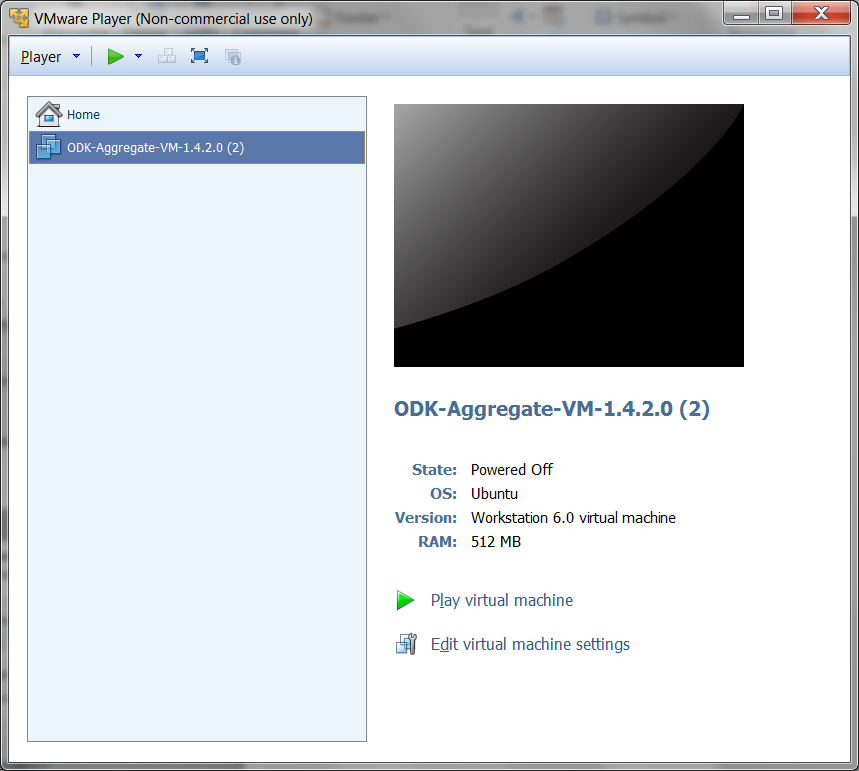 VMware Player (Non-commercial use only)
Player
Home
ODK-Aggregate-VM-1.4.2.0 (2)
ODK-Aggregate-VM-1.4.2.0 (2)
State: Powered Off
OS: Ubuntu
Version: Workstation 6.0 virtual machine
RAM: 512 MB
Play virtual machine
Edit virtual machine settings